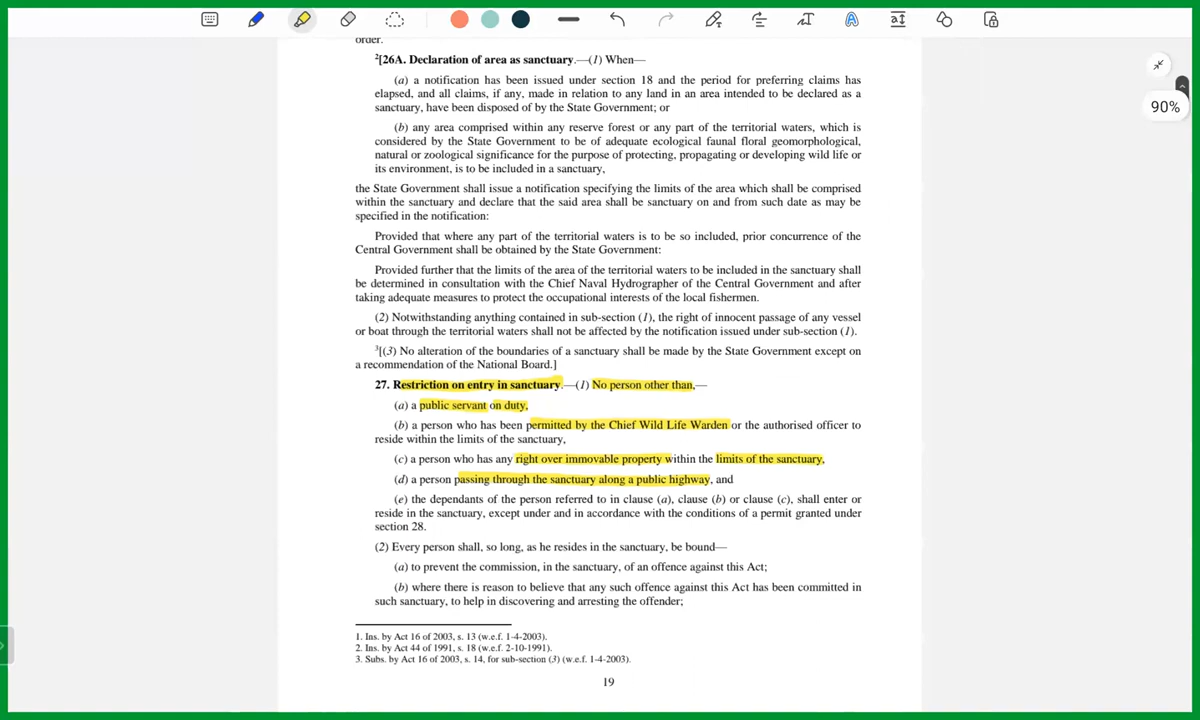 90%
order.
2[26A. Declaration of area as sanctuary.—(1) When—
(a) a notification has been issued under section 18 and the period for preferring claims has
elapsed, and all claims, if any, made in relation to any land in an area intended to be declared as a
sanctuary, have been disposed of by the State Government; or
(b) any area comprised within any reserve forest or any part of the territorial waters, which is
considered by the State Government to be of adequate ecological faunal floral geomorphological,
natural or zoological significance for the purpose of protecting, propagating or developing wild life or
its environment, is to be included in a sanctuary,
the State Government shall issue a notification specifying the limits of the area which shall be comprised
within the sanctuary and declare that the said area shall be sanctuary on and from such date as may be
specified in the notification:
Provided that where any part of the territorial waters is to be so included, prior concurrence of the
Central Government shall be obtained by the State Government:
Provided further that the limits of the area of the territorial waters to be included in the sanctuary shall
be determined in consultation with the Chief Naval Hydrographer of the Central Government and after
taking adequate measures to protect the occupational interests of the local fishermen.
(2) Notwithstanding anything contained in sub-section (1), the right of innocent passage of any vessel
or boat through the territorial waters shall not be affected by the notification issued under sub-section (1).
3[(3) No alteration of the boundaries of a sanctuary shall be made by the State Government except on
a recommendation of the National Board.]
27. Restriction on entry in sanctuary.—(1) No person other than,—
(a) a public servant on duty,
(b) a person who has been permitted by the Chief Wild Life Warden or the authorised officer to
reside within the limits of the sanctuary,
(c) a person who has any right over immovable property within the limits of the sanctuary,
(d) a person passing through the sanctuary along a public highway, and
(e) the dependants of the person referred to in clause (a), clause (b) or clause (c), shall enter or
reside in the sanctuary, except under and in accordance with the conditions of a permit granted under
section 28.
(2) Every person shall, so long, as he resides in the sanctuary, be bound—
(a) to prevent the commission, in the sanctuary, of an offence against this Act;
(b) where there is reason to believe that any such offence against this Act has been committed in
such sanctuary, to help in discovering and arresting the offender;
1. Ins. by Act 16 of 2003, s. 13 (w.e.f. 1-4-2003).
2. Ins. by Act 44 of 1991, s. 18 (w.e.f. 2-10-1991).
3. Subs. by Act 16 of 2003, s. 14, for sub-section (3) (w.e.f. 1-4-2003).
19